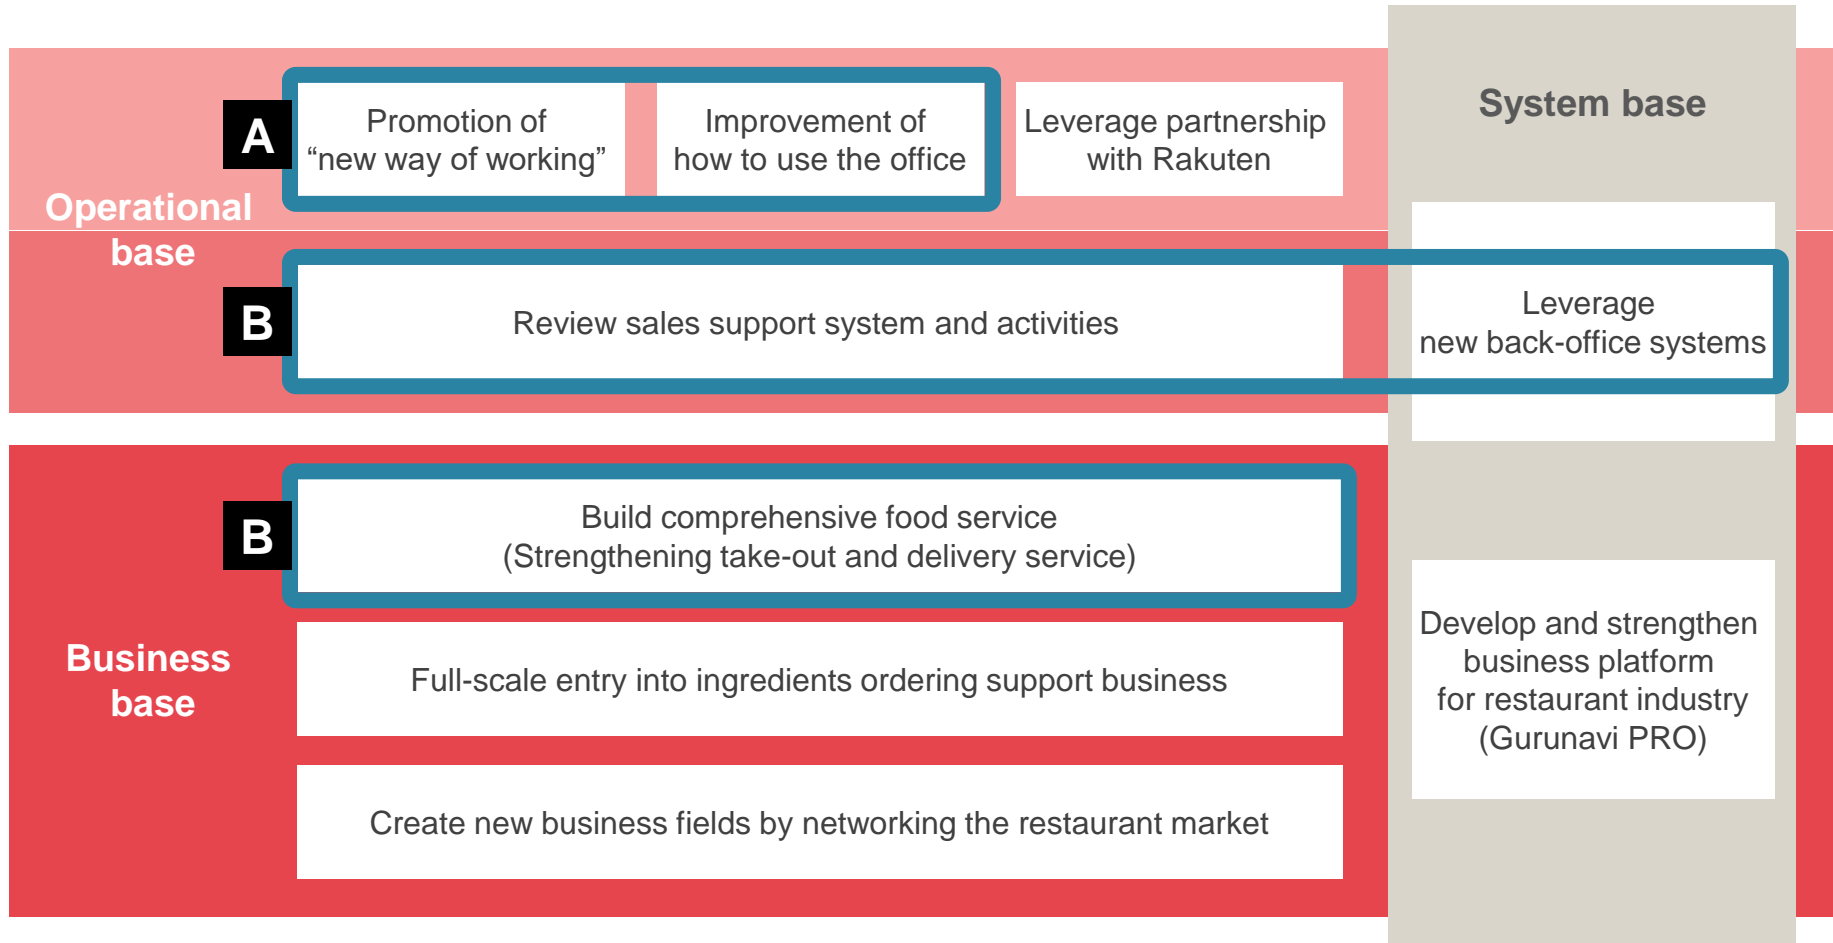 System base
Operational
base
A
Promotion of
“new way of working”
Improvement of
how to use the office
Leverage partnership
with Rakuten
B
Review sales support system and activities
Leverage
new back-office systems
Business
base
B
Build comprehensive food service
(Strengthening take-out and delivery service)
Full-scale entry into ingredients ordering support business
Create new business fields by networking the restaurant market
Develop and strengthen
business platform
for restaurant industry
(Gurunavi PRO)